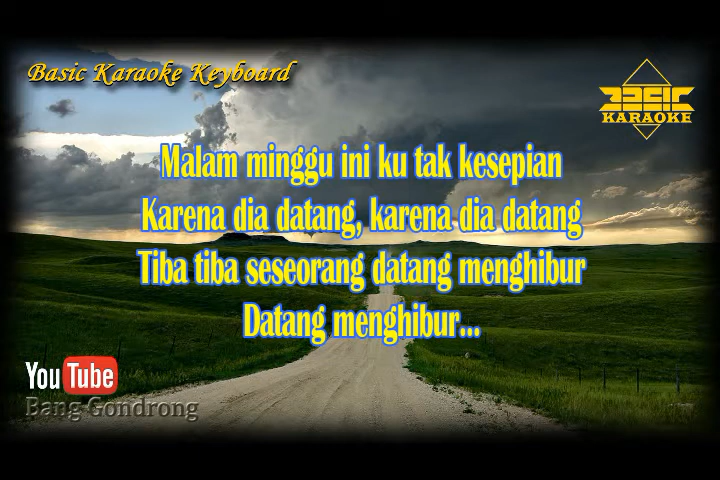 Basic Karaoke Keyboard
BASIC
KARAOKE
Malam minggu ini ku tak kesepian
Karena dia datang, karena dia datang
Tiba tiba seseorang datang menghibur
Datang menghibur...
YouTube
Bang Gondrong